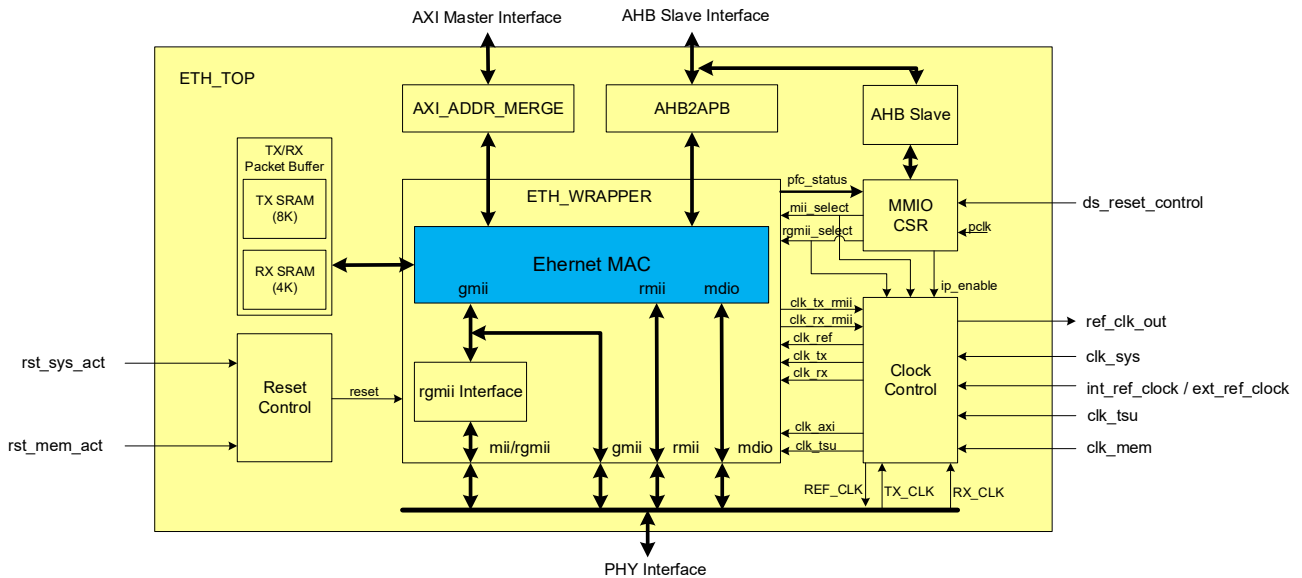 AXI Master Interface
AHB Slave Interface
ETH_TOP
AXI_ADDR_MERGE
AHB2APB
AHB Slave
TX/RX
Packet Buffer
TX SRAM
(8K)
RX SRAM
(4K)
ETH_WRAPPER
pfc_status
mii_select
rgmii_select
MMIO
CSR
pclk
ds_reset_control
Ehernet MAC
gmii
rmii
mdio
ip_enable
clk_tx_rmii
clk_rx_rmii
clk_ref
clk_tx
clk_rx
clk_axi
clk_tsu
Clock
Control
ref_clk_out
clk_sys
int_ref_clock / ext_ref_clock
clk_tsu
clk_mem
rst_sys_act
rst_mem_act
Reset
Control
reset
rgmii Interface
mii/rgmii
gmii
rmii
mdio
REF_CLK
TX_CLK
RX_CLK
PHY Interface